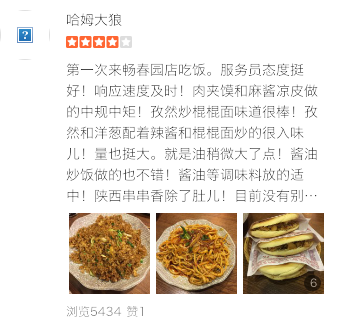 哈姆大狼
第一次来畅春园店吃饭。服务员态度挺
好！响应速度及时！肉夹馍和麻酱凉皮做
的中规中矩！孜然炒棍棍面味道很棒！孜
然和洋葱配着辣酱和棍棍面炒的很入味
儿！量也挺大。就是油稍微大了点！酱油
炒饭做的也不错！酱油等调味料放的适
中！陕西串串香除了肚儿！目前没有别…
6
浏览5434 赞1